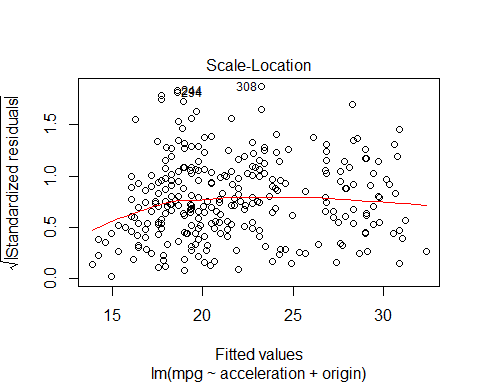 Scale-Location
√|Standardized residuals|
0.0 0.5 1.0 1.5
244
294
308
15 20 25 30
Fitted values
lm(mpg ~ acceleration + origin)